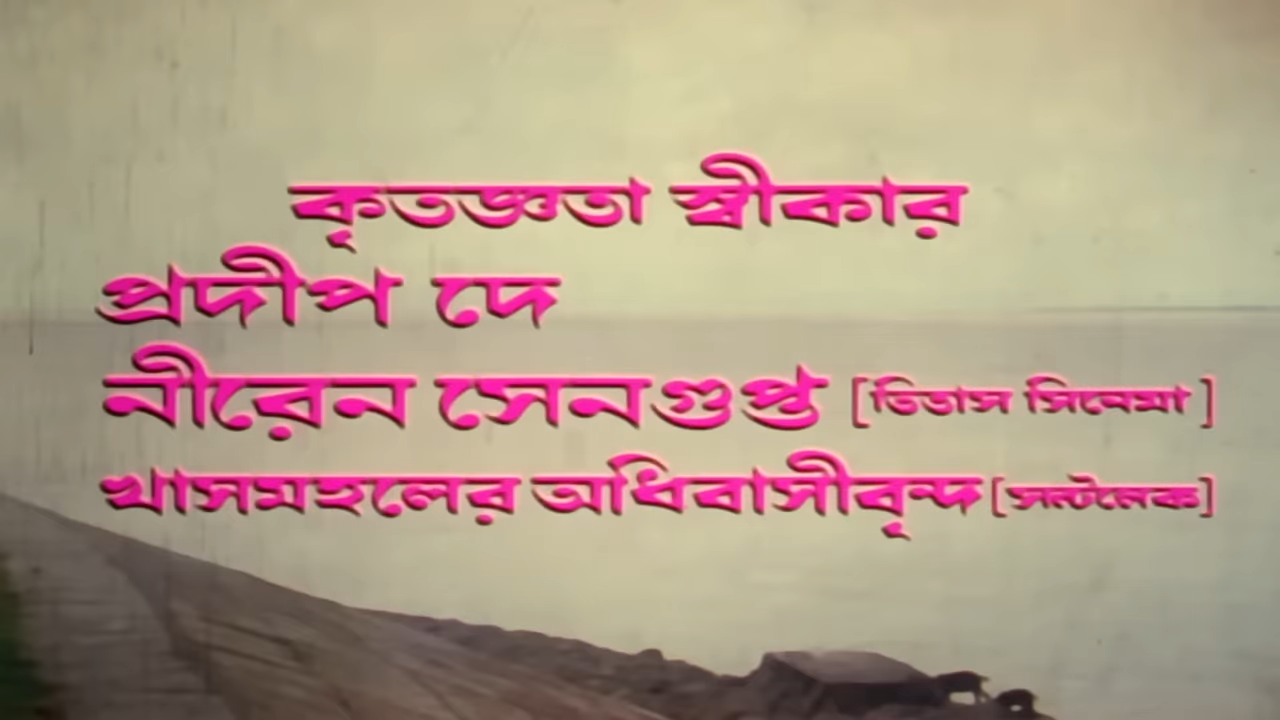 কৃতজ্ঞতা স্বীকার
প্রদীপ দে
নীরেন সেনগুপ্ত [তিতাস সিনেমা]
খাসমহলের অধিবাসীবৃন্দ [সল্টলেক]